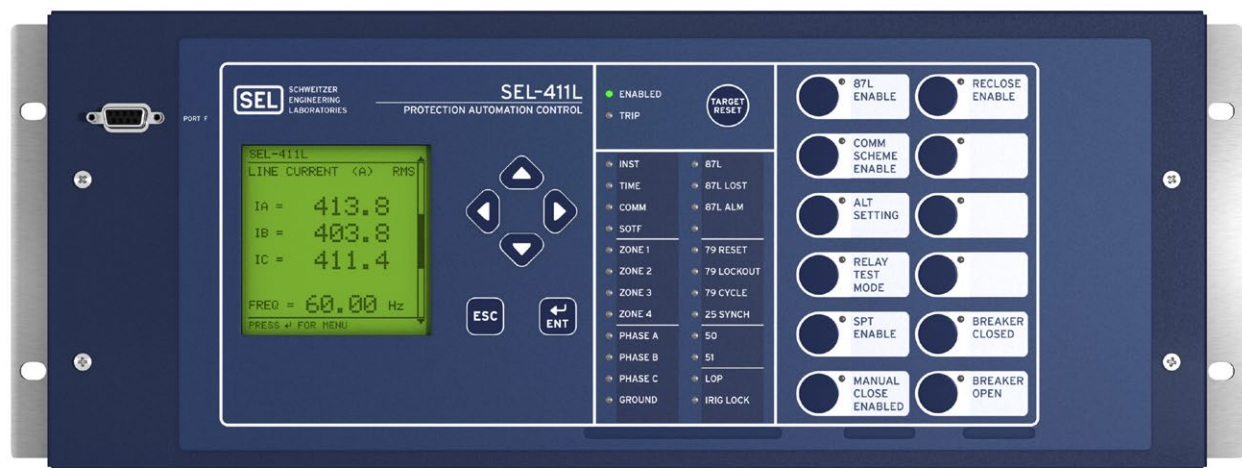 PORT F
SEL
SCHWEITZER
ENGINEERING
LABORATORIES
SEL-411L
PROTECTION AUTOMATION CONTROL
SEL-411L
LINE CURRENT (A) RMS
IA = 413.8
IB = 403.8
IC = 411.4
FREQ = 60.00 Hz
PRESS ↵ FOR MENU
ESC
ENT
ENABLED
TRIP
TARGET
RESET
INST
TIME
COMM
SOTF
ZONE 1
ZONE 2
ZONE 3
ZONE 4
PHASE A
PHASE B
PHASE C
GROUND
87L
87L LOST
87L ALM
79 RESET
79 LOCKOUT
79 CYCLE
25 SYNCH
50
51
LOP
IRIG LOCK
87L
ENABLE
COMM
SCHEME
ENABLE
ALT
SETTING
RELAY
TEST
MODE
SPT
ENABLE
MANUAL
CLOSE
ENABLED
RECLOSE
ENABLE
BREAKER
CLOSED
BREAKER
OPEN